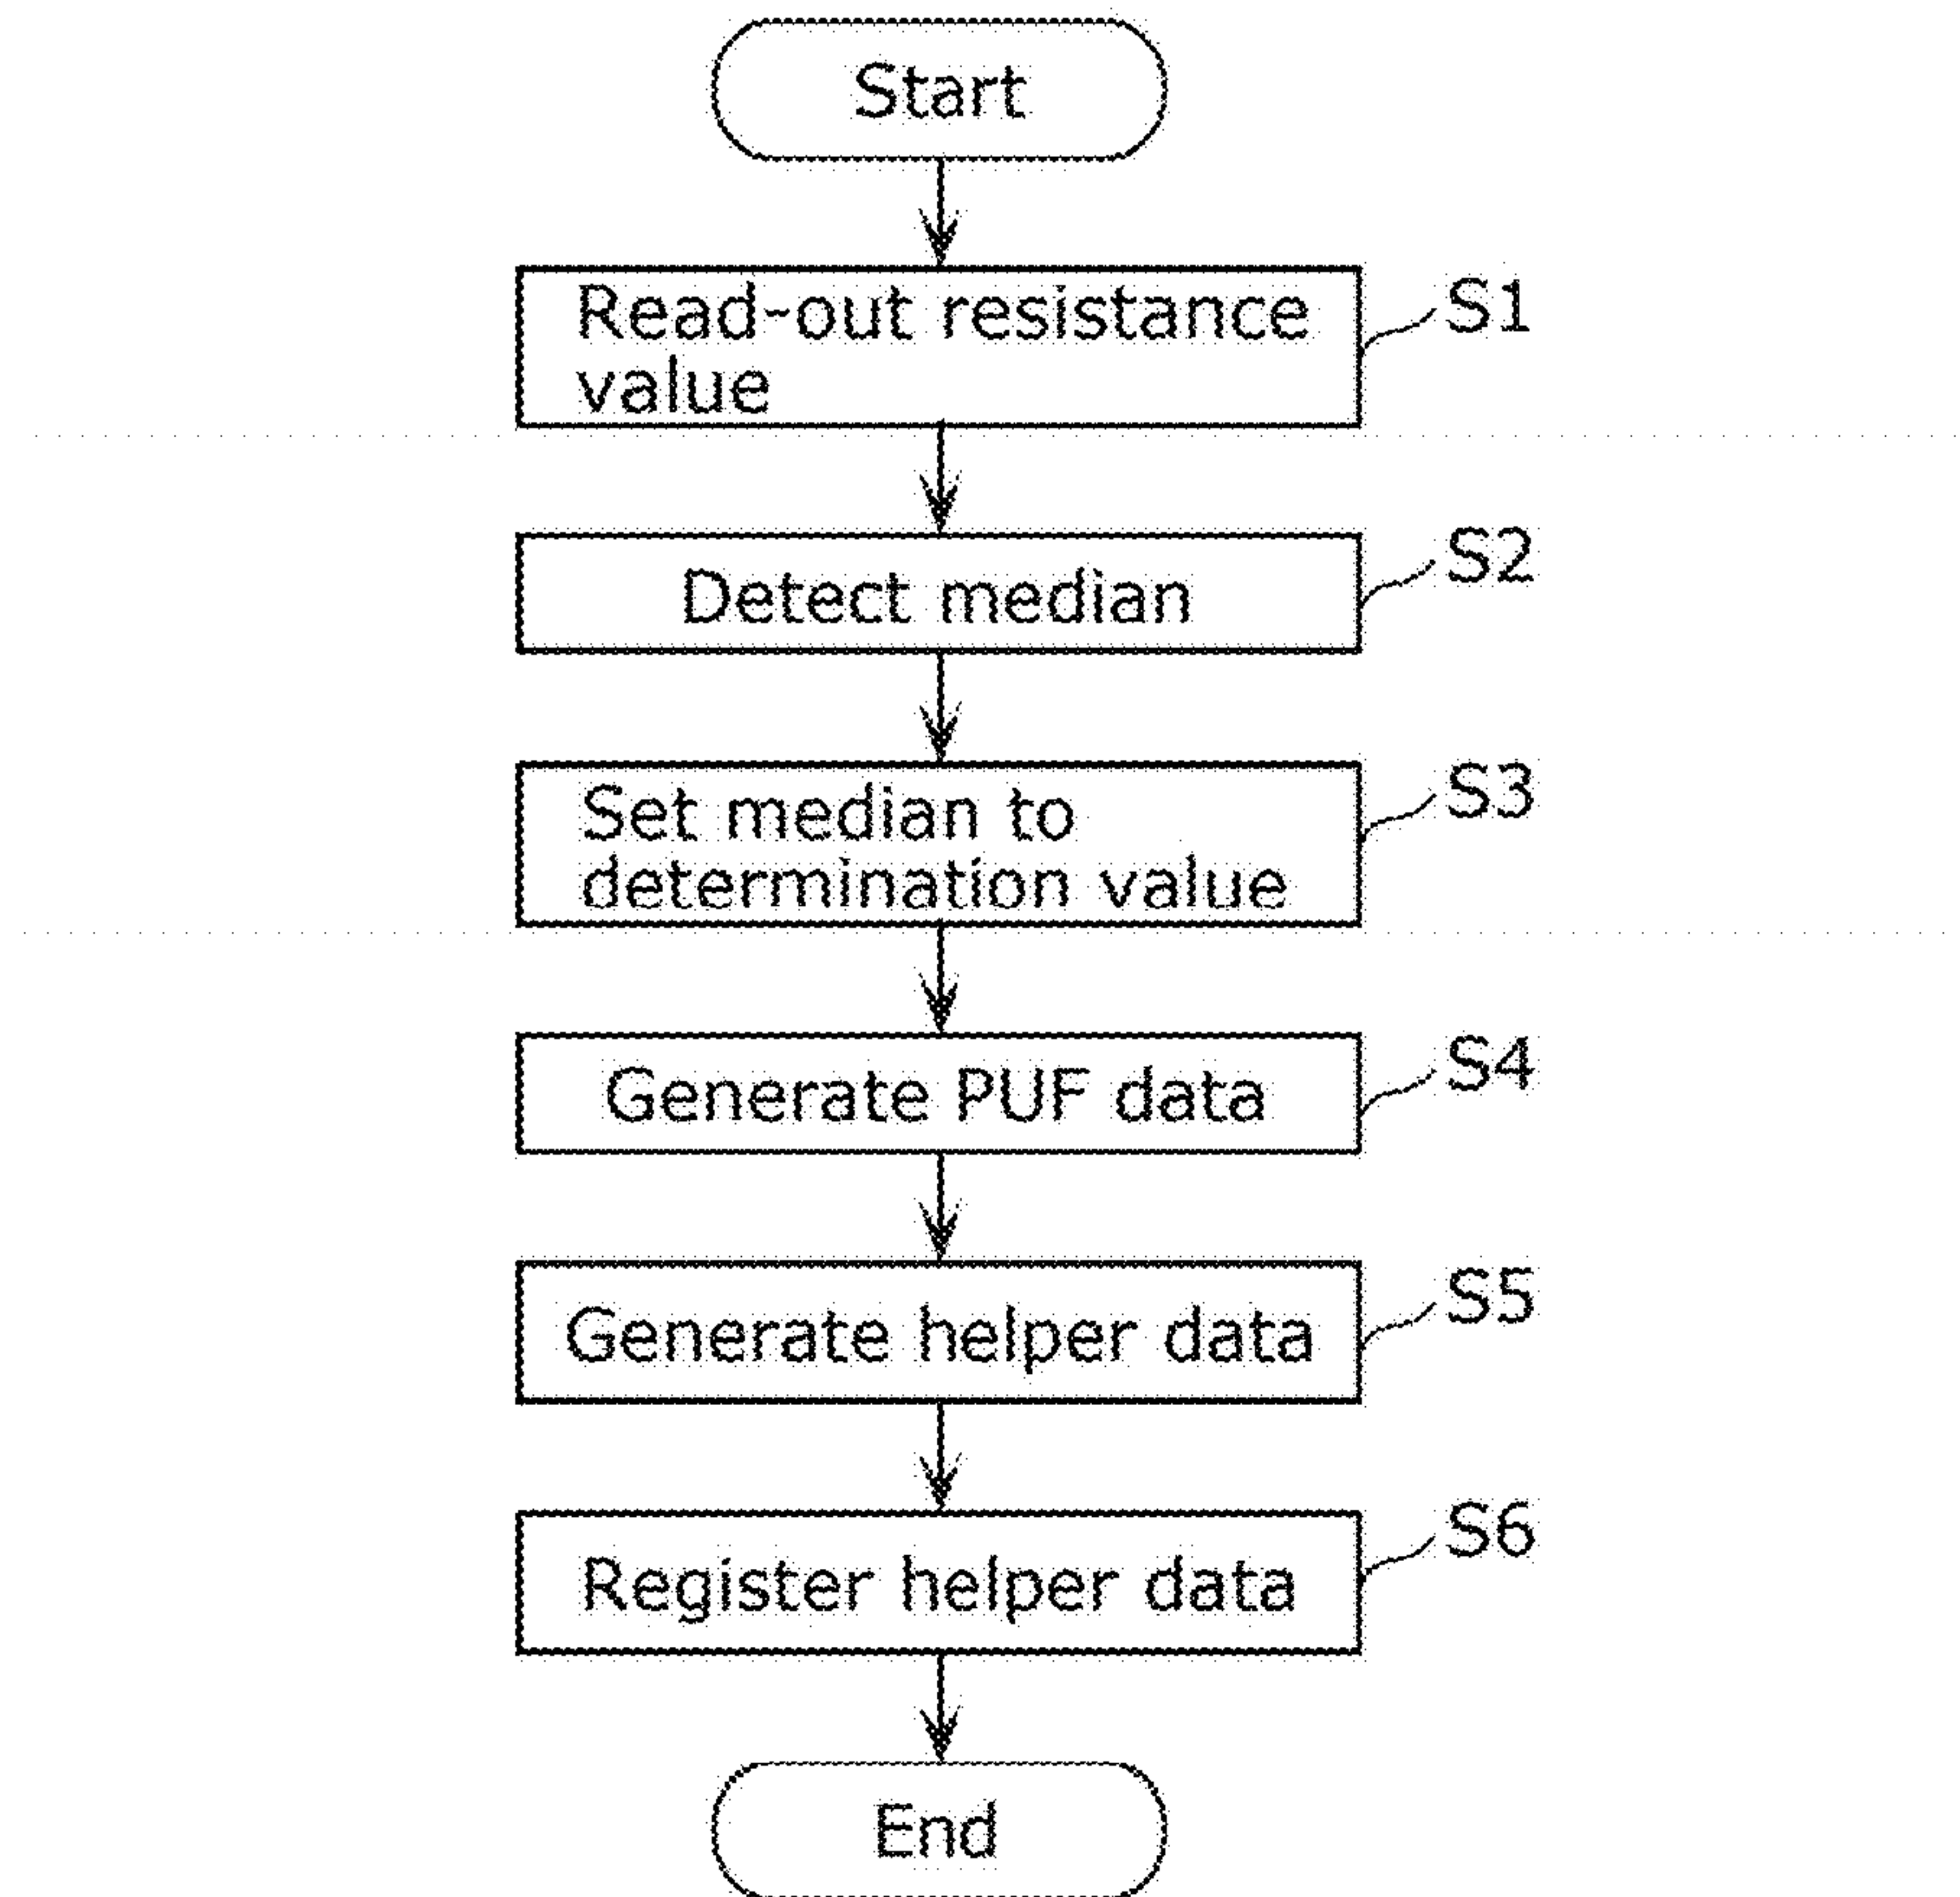 Start
Read-out resistance
value
S1
Detect median
S2
Set median to
determination value
S3
Generate PUF data
S4
Generate helper data
S5
Register helper data
S6
End